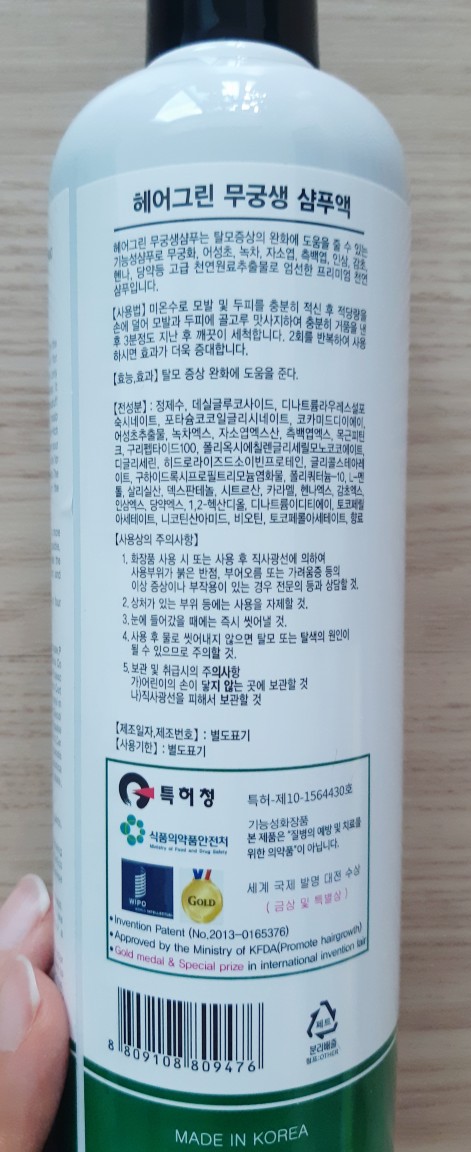 헤어그린 무궁생 샴푸액
헤어그린 무궁생샴푸는 탈모증상의 완화에 도움을 줄 수 있는
기능성샴푸로 무궁화, 어성초, 녹차, 자소엽, 측백엽, 인삼, 감초,
헨나, 당약등 고급 천연원료추출물로 엄선한 프리미엄 천연
샴푸입니다.
【사용법】 미온수로 모발 및 두피를 충분히 적신 후 적당량을
손에 덜어 모발과 두피에 골고루 맛사지하여 충분히 거품을 낸
후 3분정도 지난 후 깨끗이 세척합니다. 2회를 반복하여 사용
하시면 효과가 더욱 증대합니다.
【효능,효과】 탈모 증상 완화에 도움을 준다.
【전성분】 : 정제수, 데실글루코사이드, 디나트륨라우레스설포
숙시네이트, 포타슘코코일글리시네이트, 코카미드디이에이,
어성초추출물, 녹차엑스, 자소엽엑스산, 측백엽엑스, 목근피틴
크, 구리펩타이드100, 폴리옥시에칠렌글리세릴모노코코에이트,
디글리세린, 히드로라이즈드소이빈프로테인, 글리콜스테아레
이트, 구하이드록시프로필트리모늄염화물, 폴리쿼터늄-10, L-멘
톨, 살리실산, 덱스판테놀, 시트르산, 카라멜, 헨나엑스, 감초엑스,
인삼엑스, 당약엑스, 1,2-헥산디올, 디나트륨이디티에이, 토코페릴
아세테이트, 니코틴산아미드, 비오틴, 토코페롤아세테이트, 향료
【사용상의 주의사항】
1. 화장품 사용 시 또는 사용 후 직사광선에 의하여
사용부위가 붉은 반점, 부어오름 또는 가려움증 등의
이상 증상이나 부작용이 있는 경우 전문의 등과 상담할 것.
2. 상처가 있는 부위 등에는 사용을 자제할 것.
3. 눈에 들어갔을 때에는 즉시 씻어낼 것.
4. 사용 후 물로 씻어내지 않으면 탈모 또는 탈색의 원인이
될 수 있으므로 주의할 것.
5. 보관 및 취급시의 주의사항
가)어린이의 손이 닿지 않는 곳에 보관할 것
나)직사광선을 피해서 보관할 것
【제조일자,제조번호】 : 별도표기
【사용기한】 : 별도표기
특허청
특허-제10-1564430호
식품의약품안전처
Ministry of Food and Drug Safety
기능성화장품
본 제품은 "질병의 예방 및 치료를
위한 의약품"이 아닙니다.
WIPO
GOLD
세계 국제 발명 대전 수상
( 금상 및 특별상 )
•Invention Patent (No.2013-0165376)
•Approved by the Ministry of KFDA(Promote hairgrowth)
•Gold medal & Special prize in international invention fair
8 809108 809476
페트
분리배출
펌프:OTHER
MADE IN KOREA